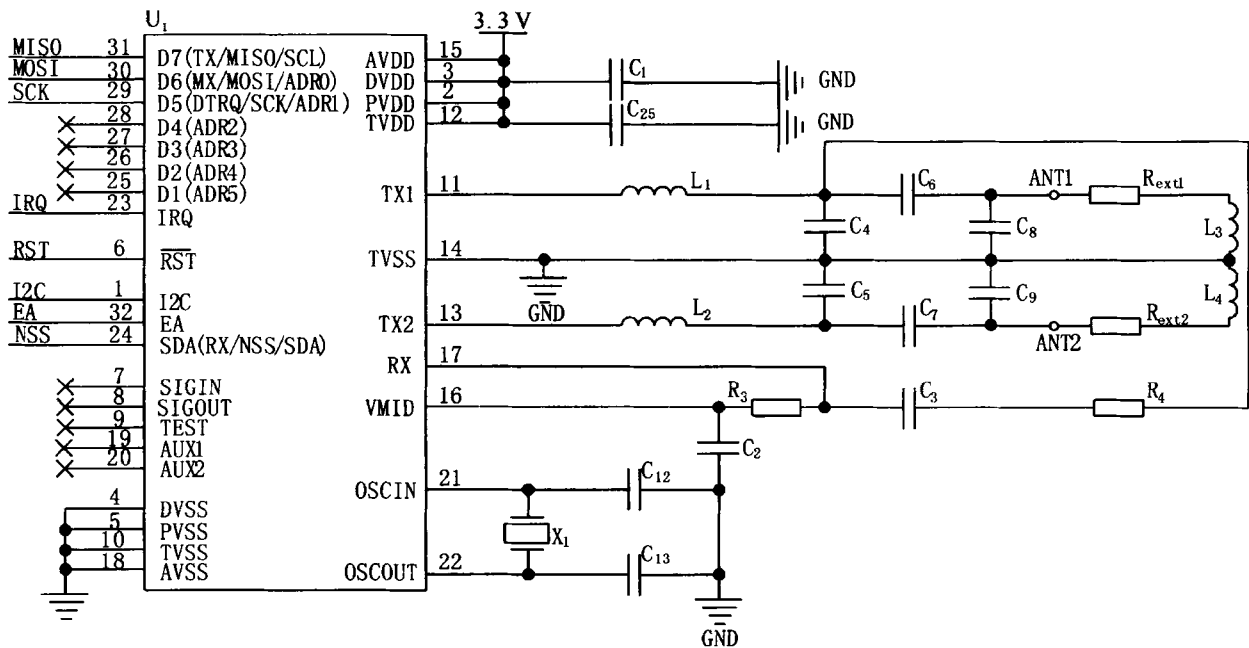 U₁
3.3 V
MISO 31 D7(TX/MISO/SCL)
MOSI 30 D6(MX/MOSI/ADR0)
SCK 29 D5(DTRQ/SCK/ADR1)
28 D4(ADR2)
27 D3(ADR3)
26 D2(ADR4)
25 D1(ADR5)
IRQ 23 IRQ
RST 6 R̅S̅T̅
I2C 1 I2C
EA 32 EA
NSS 24 SDA(RX/NSS/SDA)
7 SIGIN
8 SIGOUT
9 TEST
19 AUX1
20 AUX2
4 DVSS
5 PVSS
10 TVSS
18 AVSS
AVDD 15
DVDD 3
PVDD 2
TVDD 12
C₁ GND
C₂₅ GND
TX1 11 L₁ C₆ ANT1 Rext1
C₄ C₈ L₃
TVSS 14
GND
C₅ C₉ L₄
TX2 13 L₂ C₇ ANT2 Rext2
RX 17
VMID 16 R₃ C₃ R₄
C₂
OSCIN 21 C₁₂
X₁
OSCOUT 22 C₁₃
GND